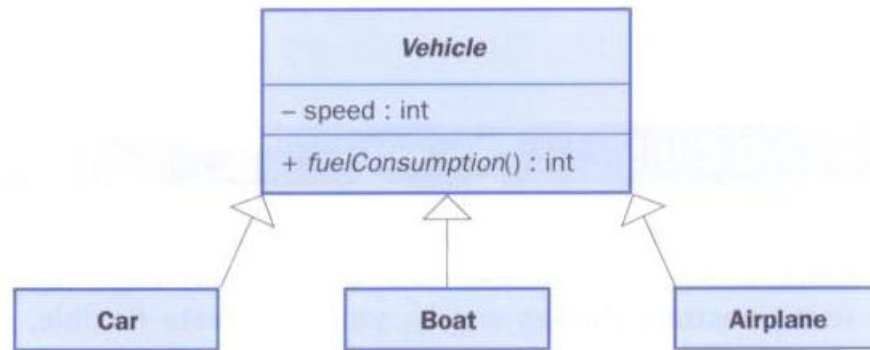 Vehicle
– speed : int
+ fuelConsumption() : int
Car
Boat
Airplane